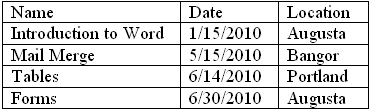 Name Date Location
Introduction to Word 1/15/2010 Augusta
Mail Merge 5/15/2010 Bangor
Tables 6/14/2010 Portland
Forms 6/30/2010 Augusta